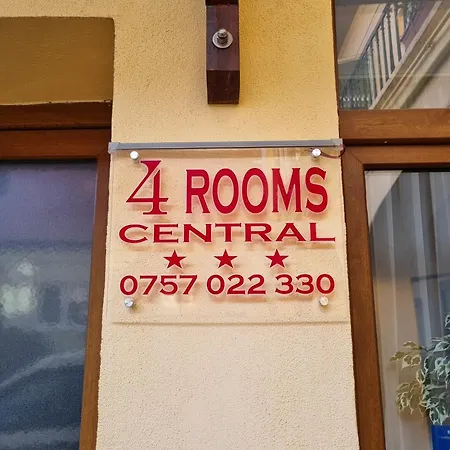 4 ROOMS
CENTRAL
★ ★ ★
0757 022 330